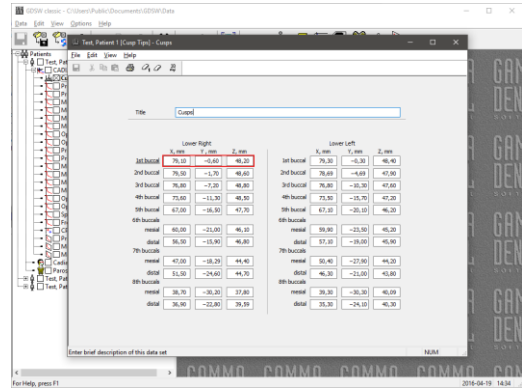 GDSW classic - C:\Users\Public\Documents\GDSW\Data
Data Edit View Options Help
Test, Patient 1 [Cusp Tips] - Cusps
File Edit View Help
Patients
Title Cusps
Lower Right Lower Left
X, mm Y, mm Z, mm X, mm Y, mm Z, mm
1st buccal 79,10 -0,60 48,20 1st buccal 79,30 -0,30 48,40
2nd buccal 79,50 -1,70 48,60 2nd buccal 78,69 -4,69 47,90
3rd buccal 76,80 -7,20 48,80 3rd buccal 76,80 -10,30 47,60
4th buccal 73,60 -11,30 48,50 4th buccal 73,50 -15,70 47,20
5th buccal 67,00 -16,50 47,70 5th buccal 67,10 -20,10 46,20
6th buccals 6th buccals
mesial 60,00 -21,00 46,10 mesial 59,90 -23,50 45,20
distal 56,50 -15,90 46,80 distal 57,10 -19,00 45,90
7th buccals 7th buccals
mesial 47,00 -18,29 44,40 mesial 50,40 -27,90 44,20
distal 51,50 -24,60 44,70 distal 46,30 -21,00 43,80
8th buccals 8th buccals
mesial 38,70 -30,20 37,80 mesial 39,30 -30,30 40,09
distal 36,90 -22,80 39,59 distal 35,30 -24,10 40,30
Enter brief description of this data set NUM
For Help, press F1 2016-04-19 14:34